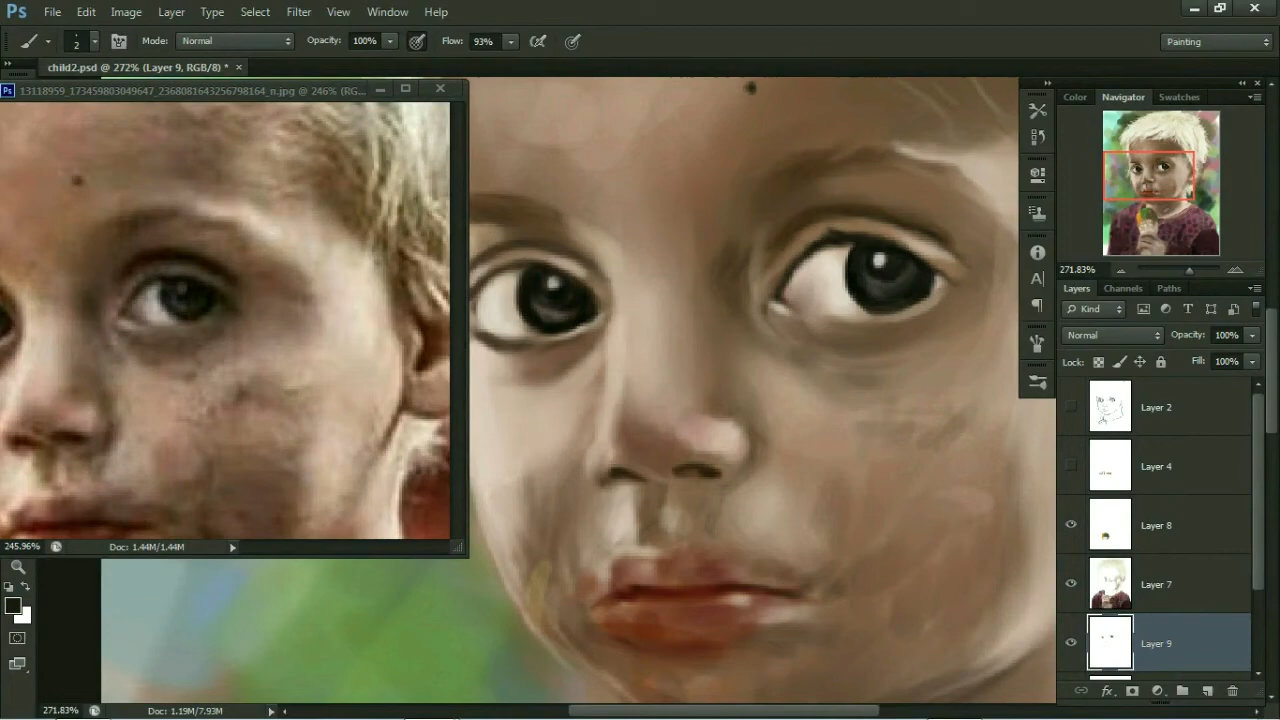 Ps File Edit Image Layer Type Select Filter View Window Help
2 Mode: Normal Opacity: 100% Flow: 93% Painting
child2.psd @ 272% (Layer 9, RGB/8) * ×
Ps 13118959_173459803049647_2368081643256798164_n.jpg @ 246% (RG...
Color Navigator Swatches
271.83%
Layers Channels Paths
Kind
Normal Opacity: 100%
Lock: Fill: 100%
Layer 2
Layer 4
Layer 8
Layer 7
Layer 9
245.96% Doc: 1.44M/1.44M
271.83% Doc: 1.19M/7.93M